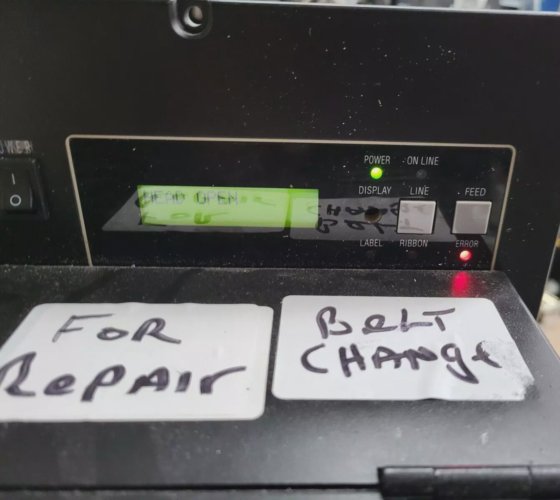 POWER
ON LINE
HEAD OPEN
DISPLAY
LINE
FEED
LABEL
RIBBON
ERROR
FOR
RePAIr
BeLT
CHANge